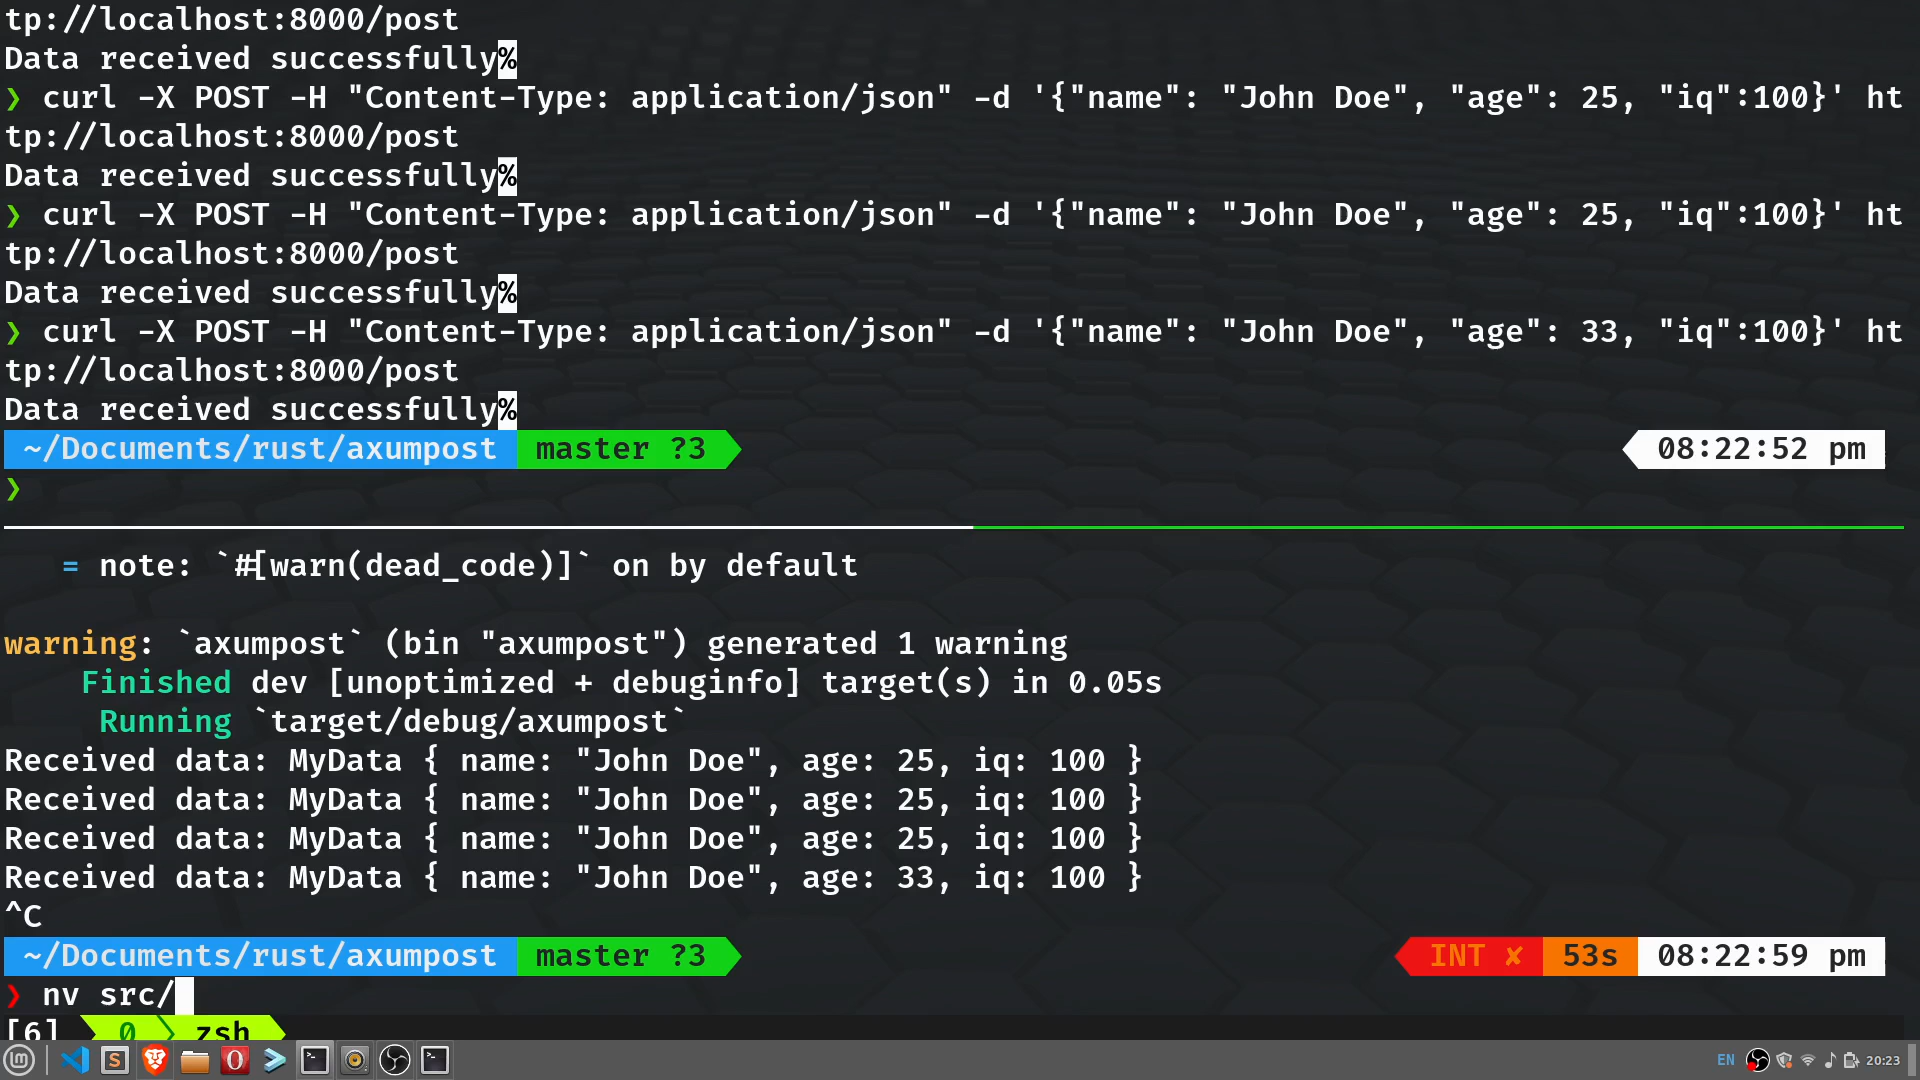 tp://localhost:8000/post
Data received successfully%
❯ curl -X POST -H "Content-Type: application/json" -d '{"name": "John Doe", "age": 25, "iq":100}' ht
tp://localhost:8000/post
Data received successfully%
❯ curl -X POST -H "Content-Type: application/json" -d '{"name": "John Doe", "age": 25, "iq":100}' ht
tp://localhost:8000/post
Data received successfully%
❯ curl -X POST -H "Content-Type: application/json" -d '{"name": "John Doe", "age": 33, "iq":100}' ht
tp://localhost:8000/post
Data received successfully%
~/Documents/rust/axumpost master ?3 08:22:52 pm
❯
= note: `#[warn(dead_code)]` on by default
warning: `axumpost` (bin "axumpost") generated 1 warning
Finished dev [unoptimized + debuginfo] target(s) in 0.05s
Running `target/debug/axumpost`
Received data: MyData { name: "John Doe", age: 25, iq: 100 }
Received data: MyData { name: "John Doe", age: 25, iq: 100 }
Received data: MyData { name: "John Doe", age: 25, iq: 100 }
Received data: MyData { name: "John Doe", age: 33, iq: 100 }
^C
~/Documents/rust/axumpost master ?3 INT ✘ 53s 08:22:59 pm
❯ nv src/
[6] 0 zsh
EN 20:23